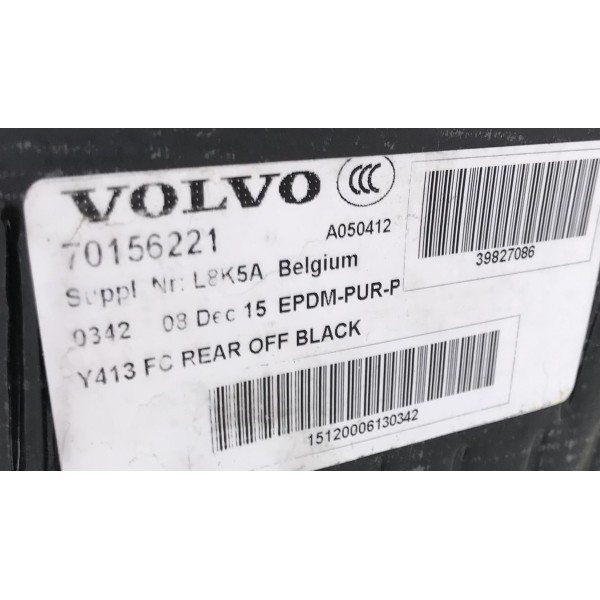 VOLVO CCC
70156221 A050412
39827086
Suppl Nr: L8K5A Belgium
0342 08 Dec 15 EPDM-PUR-P
Y413 FC REAR OFF BLACK
15120006130342